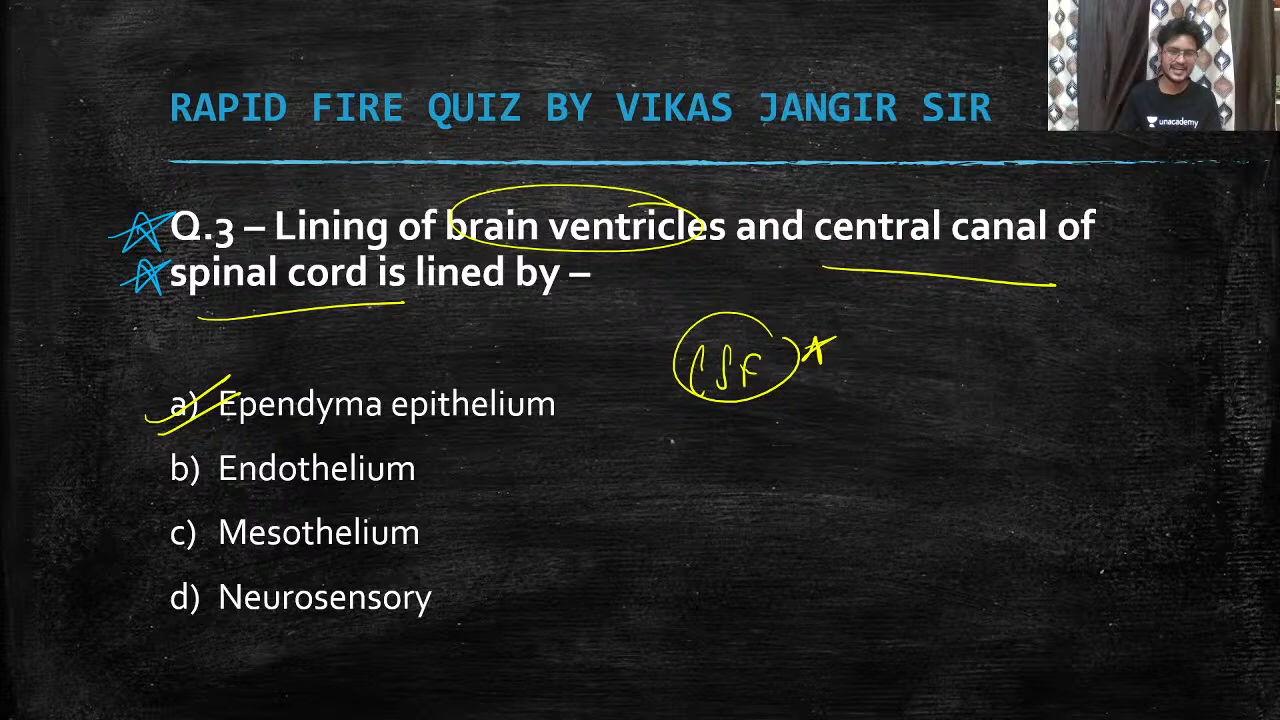 RAPID FIRE QUIZ BY VIKAS JANGIR SIR
unacademy
Q.3 – Lining of brain ventricles and central canal of
spinal cord is lined by –
CSF
a) Ependyma epithelium
b) Endothelium
c) Mesothelium
d) Neurosensory